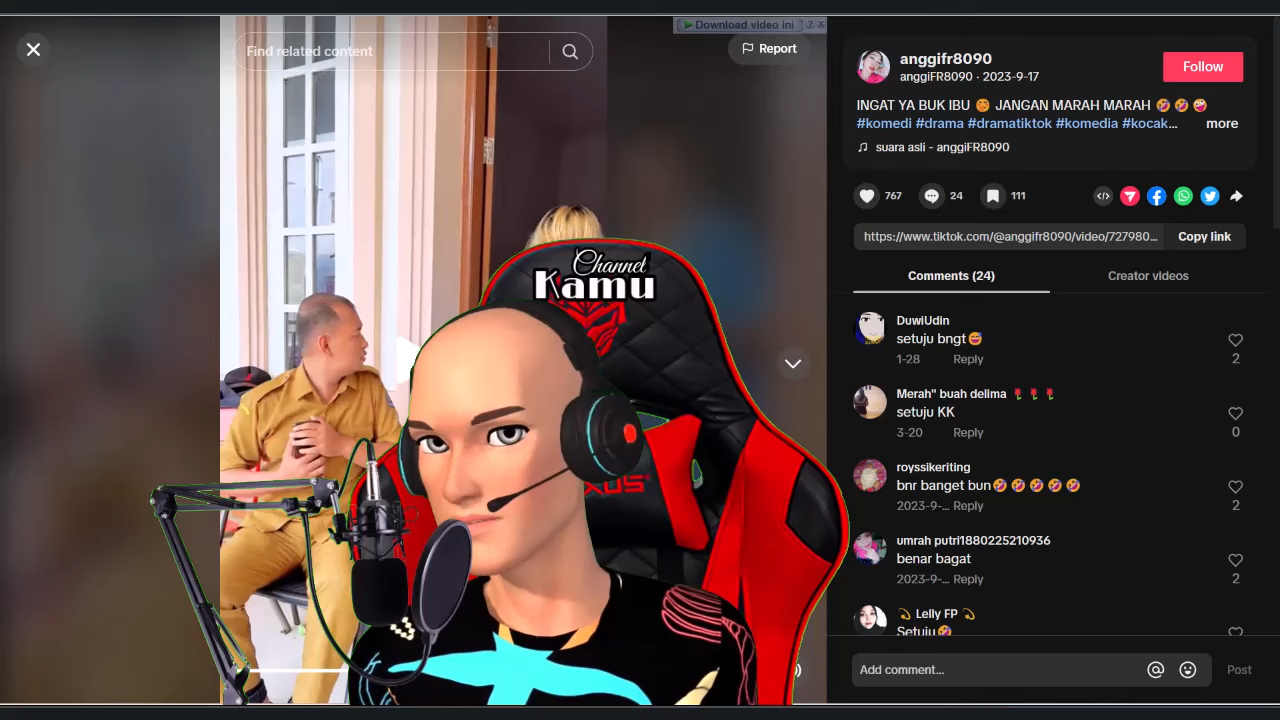 Download video ini
Find related content
Report
anggifr8090
anggiFR8090 · 2023-9-17
Follow
INGAT YA BUK IBU 🤭 JANGAN MARAH MARAH 🤣🤣🤪
#komedi #drama #dramatiktok #komedia #kocak...
more
suara asli - anggiFR8090
767
24
111
https://www.tiktok.com/@anggifr8090/video/727980...
Copy link
Comments (24)
Creator videos
DuwiUdin
setuju bngt😅
1-28 Reply
2
Merah" buah delima 🌹🌹🌹
setuju KK
3-20 Reply
0
royssikeriting
bnr banget bun🤣🤣🤣🤣🤣
2023-9-... Reply
2
umrah putri1880225210936
benar bagat
2023-9-... Reply
2
💫 Lelly FP 💫
Setuju🤣
Add comment...
Post
Channel
Kamu